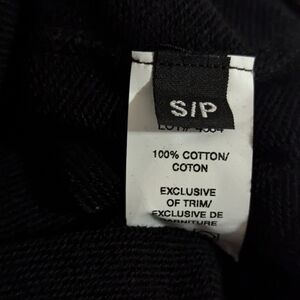 S/P
100% COTTON/
COTON
EXCLUSIVE
OF TRIM/
EXCLUSIVE DE